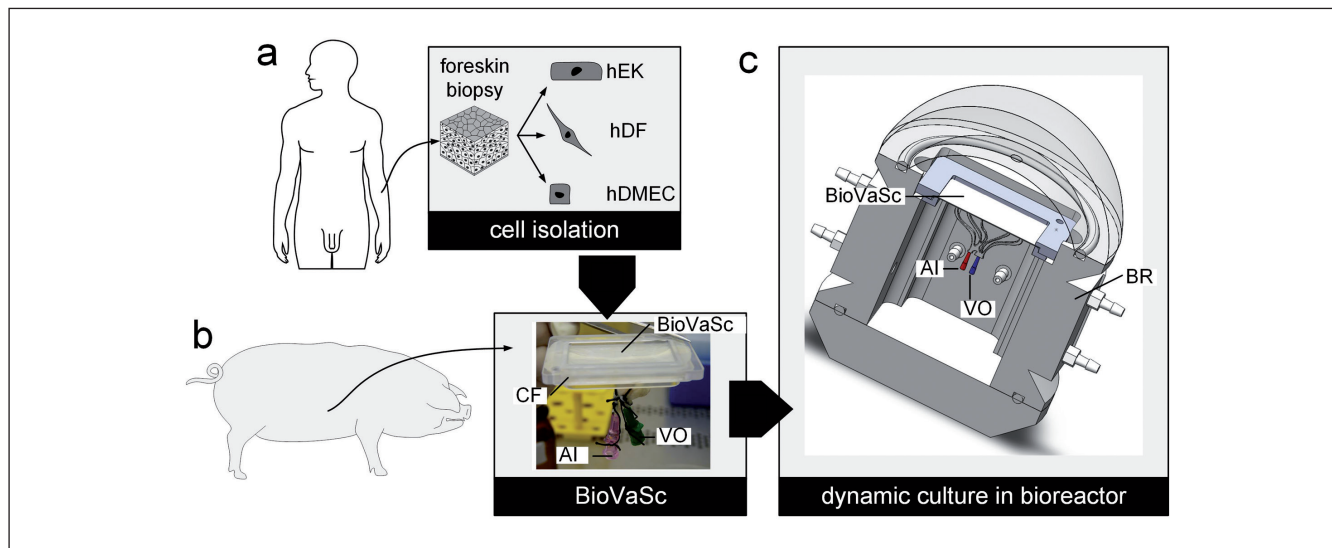 a
foreskin
biopsy
hEK
hDF
hDMEC
cell isolation
b
BioVaSc
CF
VO
AI
BioVaSc
c
BioVaSc
AI
VO
BR
dynamic culture in bioreactor